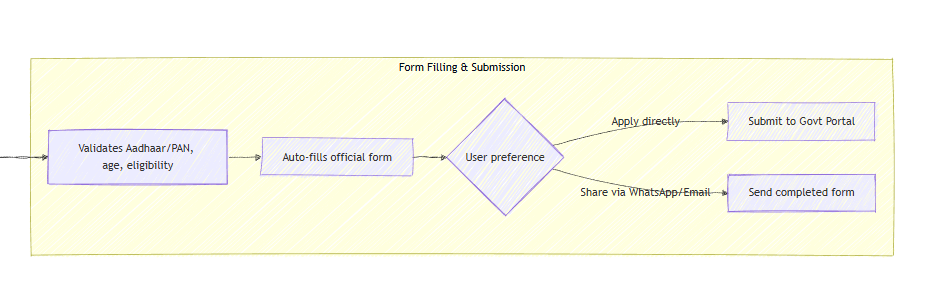 Form Filling & Submission
Validates Aadhaar/PAN,
age, eligibility
Auto-fills official form
User preference
Apply directly
Submit to Govt Portal
Share via WhatsApp/Email
Send completed form